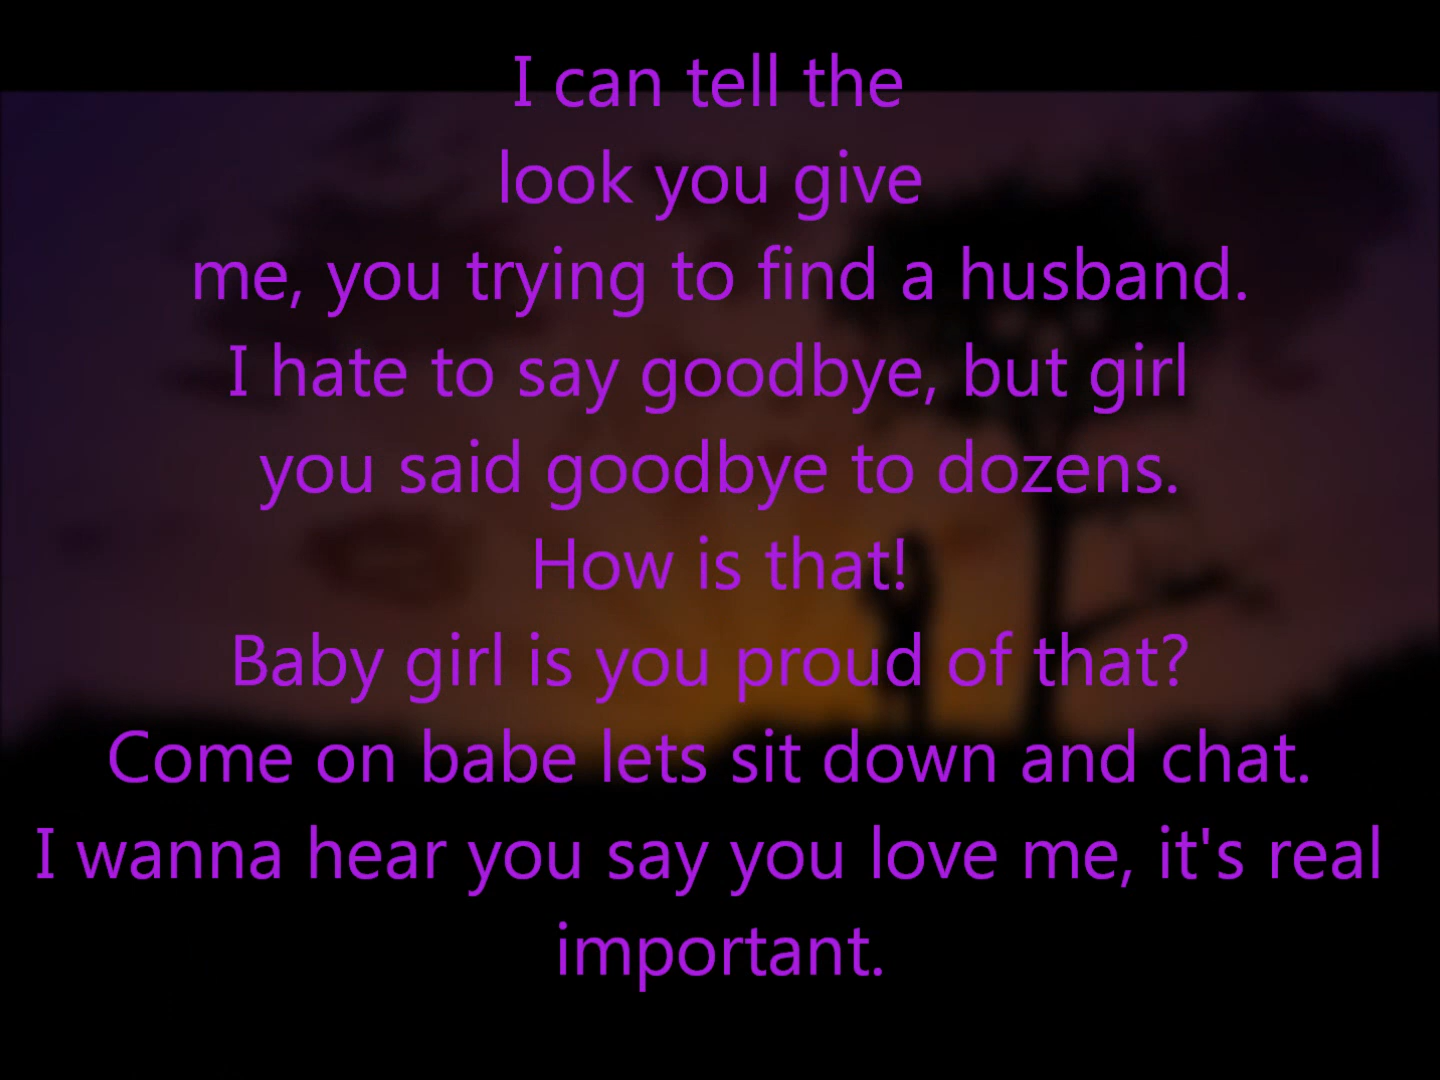 I can tell the
look you give
me, you trying to find a husband.
I hate to say goodbye, but girl
you said goodbye to dozens.
How is that!
Baby girl is you proud of that?
Come on babe lets sit down and chat.
I wanna hear you say you love me, it's real
important.